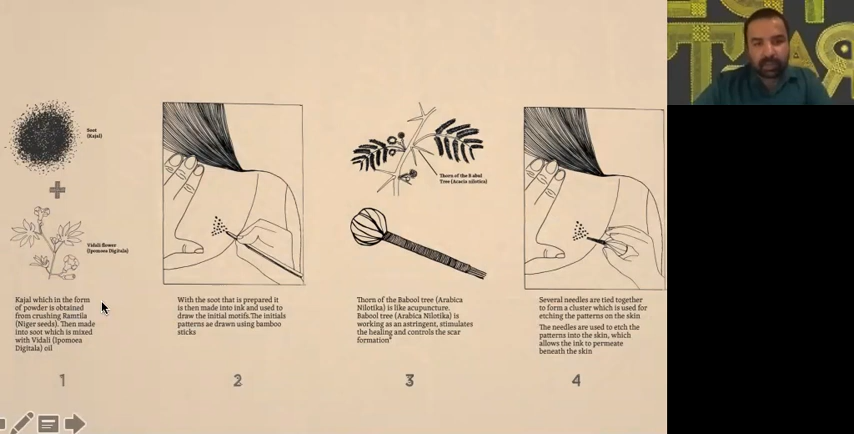 Soot
(Kajal)
Vidali flower
(Ipomoea Digitala)
Kajal which in the form
of powder is obtained
from crushing Ramtila
(Niger seeds). Then made
into soot which is mixed
with Vidali (Ipomoea
Digitala) oil
1
With the soot that is prepared it
is then made into ink and used to
draw the initial motifs.The initials
patterns ae drawn using bamboo
sticks
2
Thorn of the B abul
Tree (Acacia nilotica)
Thorn of the Babool tree (Arabica
Nilotika) is like acupuncture.
Babool tree (Arabica Nilotika) is
working as an astringent, stimulates
the healing and controls the scar
formation"
3
Several needles are tied together
to form a cluster which is used for
etching the patterns on the skin
The needles are used to etch the
patterns into the skin, which
allows the ink to permeate
beneath the skin
4